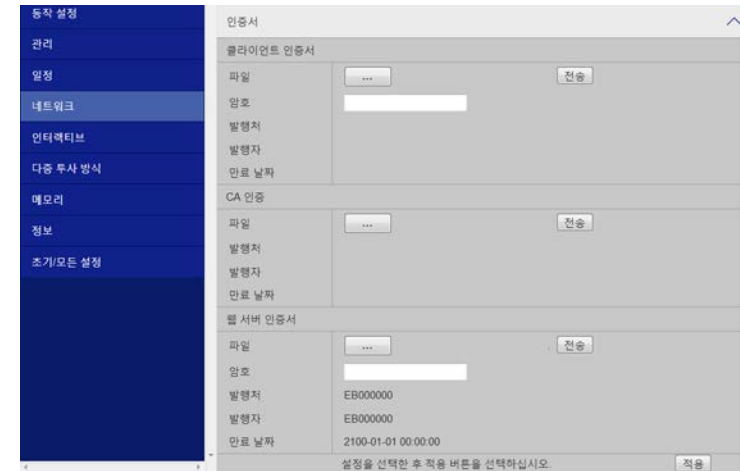 동작 설정
관리
일정
네트워크
인터랙티브
다중 투사 방식
메모리
정보
초기/모든 설정
인증서
클라이언트 인증서
파일 ... 전송
암호
발행처
발행자
만료 날짜
CA 인증
파일 ... 전송
발행처
발행자
만료 날짜
웹 서버 인증서
파일 ... 전송
암호
발행처 EB000000
발행자 EB000000
만료 날짜 2100-01-01 00:00:00
설정을 선택한 후 적용 버튼을 선택하십시오. 적용